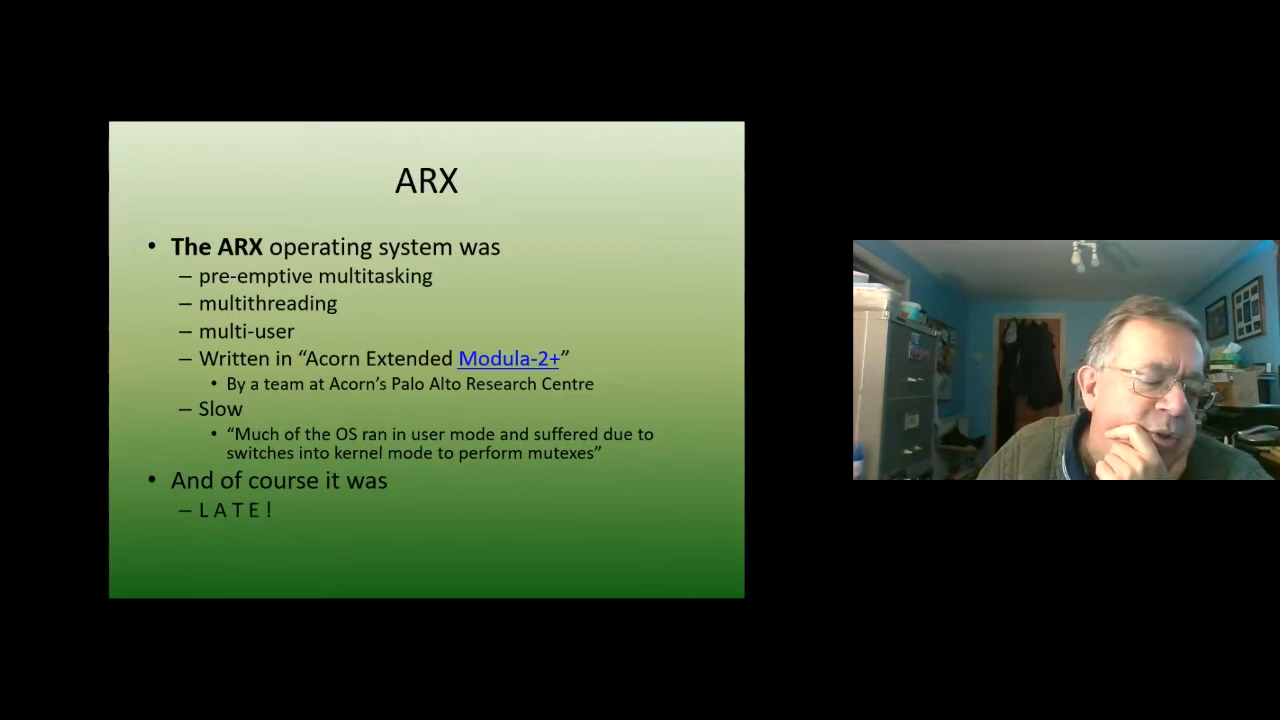 ARX
• The ARX operating system was
– pre-emptive multitasking
– multithreading
– multi-user
– Written in “Acorn Extended Modula-2+”
• By a team at Acorn’s Palo Alto Research Centre
– Slow
• “Much of the OS ran in user mode and suffered due to
switches into kernel mode to perform mutexes”
• And of course it was
– L A T E !